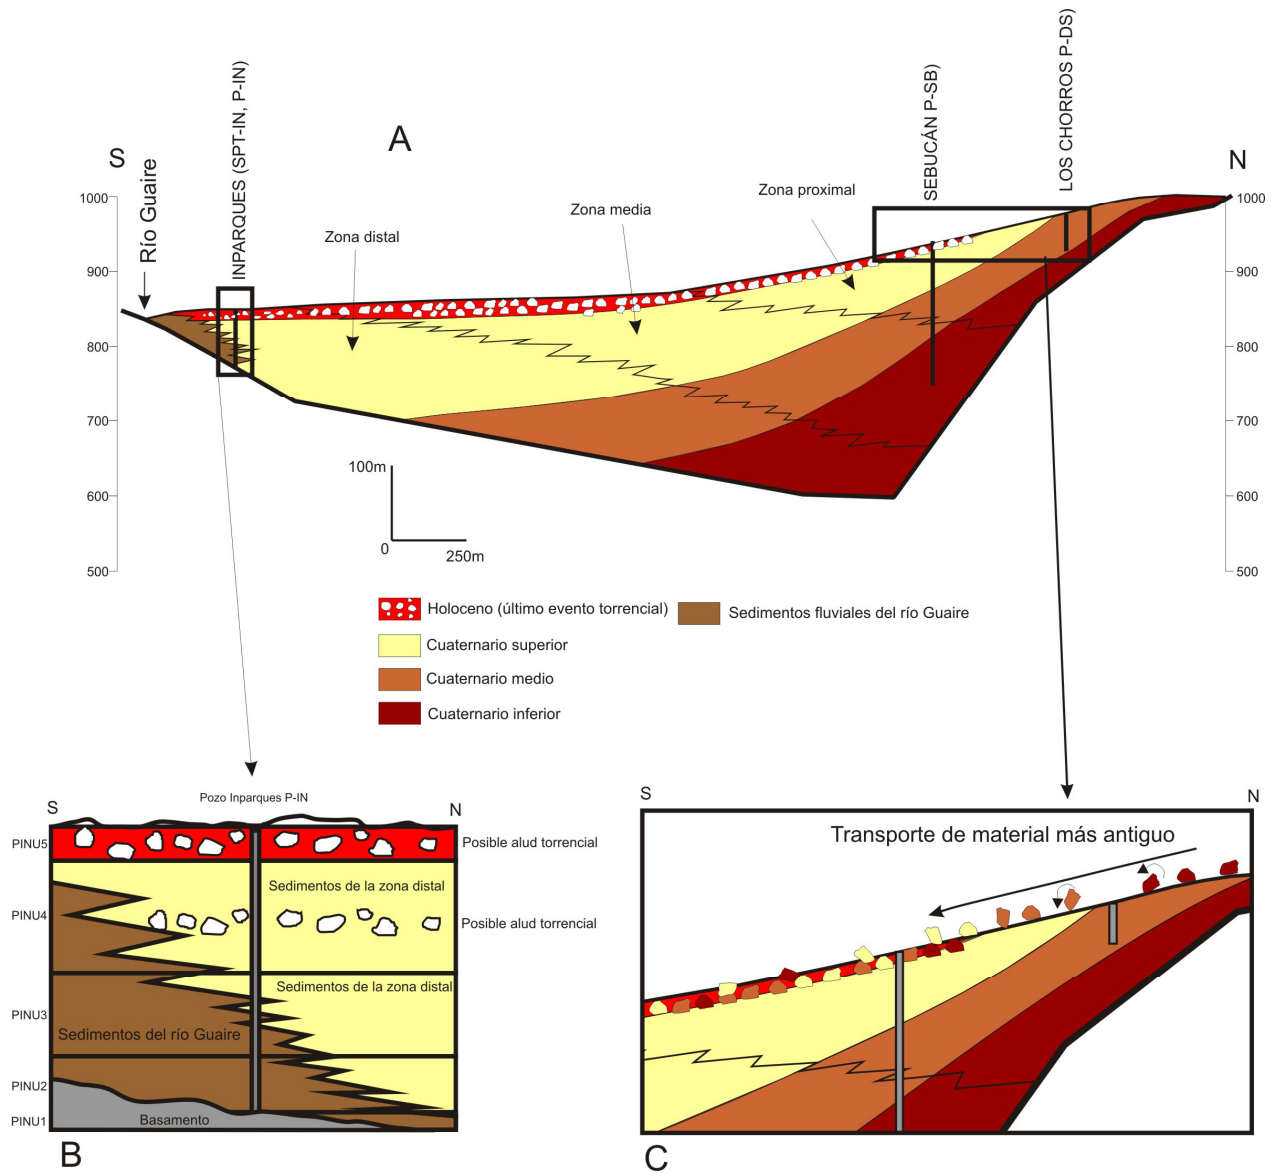 A
S
Río Guaire
INPARQUES (SPT-IN, P-IN)
SEBUCÁN P-SB)
LOS CHORROS P-DS)
N
Zona distal
Zona media
Zona proximal
1000
900
800
700
600
500
1000
900
800
700
600
500
100m
0
250m
Holoceno (último evento torrencial)
Sedimentos fluviales del río Guaire
Cuaternario superior
Cuaternario medio
Cuaternario inferior
S
Pozo Inparques P-IN
N
PINU5
Posible alud torrencial
Sedimentos de la zona distal
PINU4
Posible alud torrencial
Sedimentos de la zona distal
PINU3
Sedimentos del río Guaire
PINU2
PINU1
Basamento
B
S
N
Transporte de material más antiguo
C